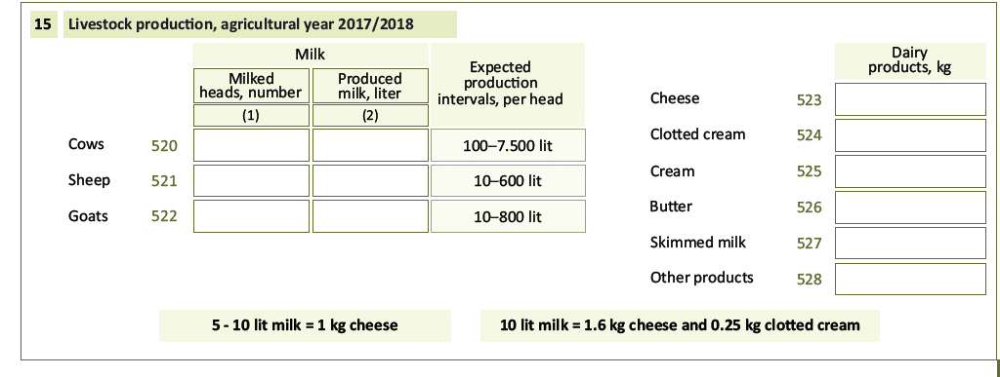 15 Livestock production, agricultural year 2017/2018
Milk
Milked
heads, number
Produced
milk, liter
Expected
production
intervals, per head
(1) (2)
Cows 520 100–7.500 lit
Sheep 521 10–600 lit
Goats 522 10–800 lit
Dairy
products, kg
Cheese 523
Clotted cream 524
Cream 525
Butter 526
Skimmed milk 527
Other products 528
5 - 10 lit milk = 1 kg cheese
10 lit milk = 1.6 kg cheese and 0.25 kg clotted cream